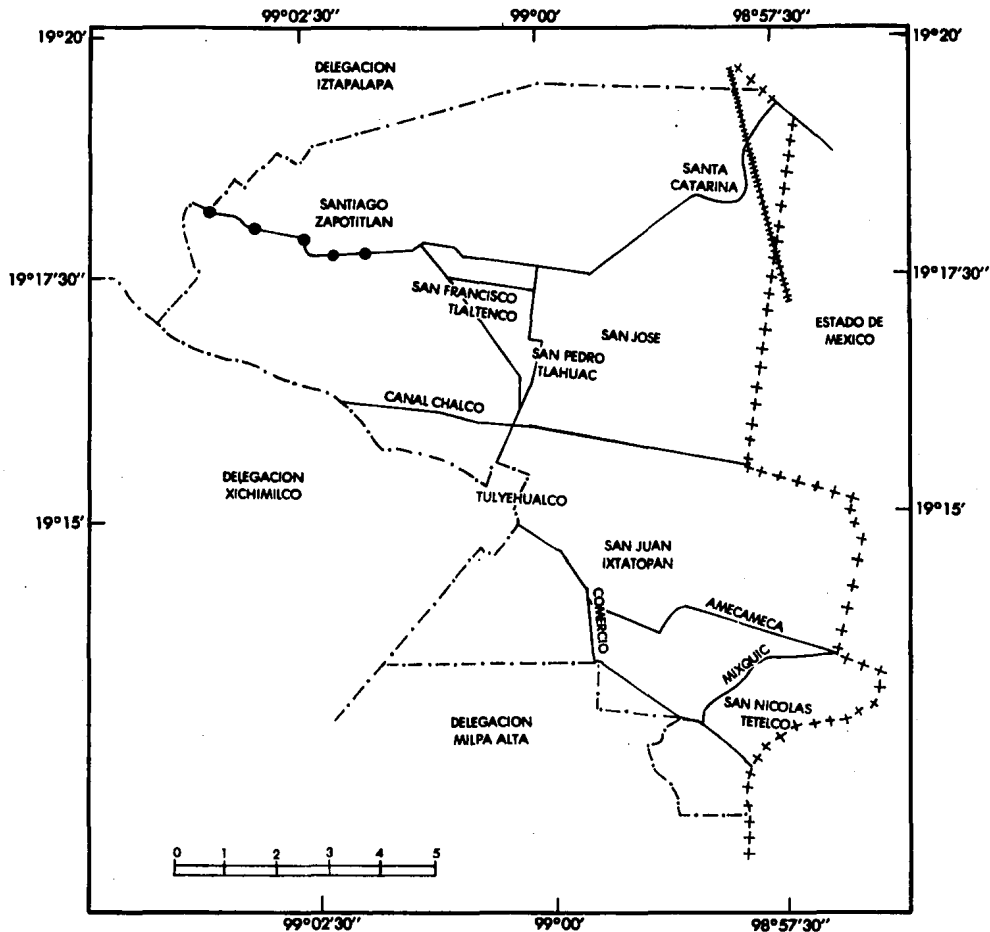 99°02'30''
99°00'
98°57'30''
19°20'
19°20'
DELEGACION
IZTAPALAPA
SANTA
CATARINA
SANTIAGO
ZAPOTITLAN
19°17'30''
19°17'30''
SAN FRANCISCO
TLALTENCO
ESTADO DE
MEXICO
SAN JOSE
SAN PEDRO
TLAHUAC
CANAL CHALCO
DELEGACION
XICHIMILCO
TULYEHUALCO
19°15'
19°15'
SAN JUAN
IXTATOPAN
COMERCIO
AMECAMECA
MIXQUIC
SAN NICOLAS
TETELCO
DELEGACION
MILPA ALTA
0 1 2 3 4 5
99°02'30''
99°00'
98°57'30''